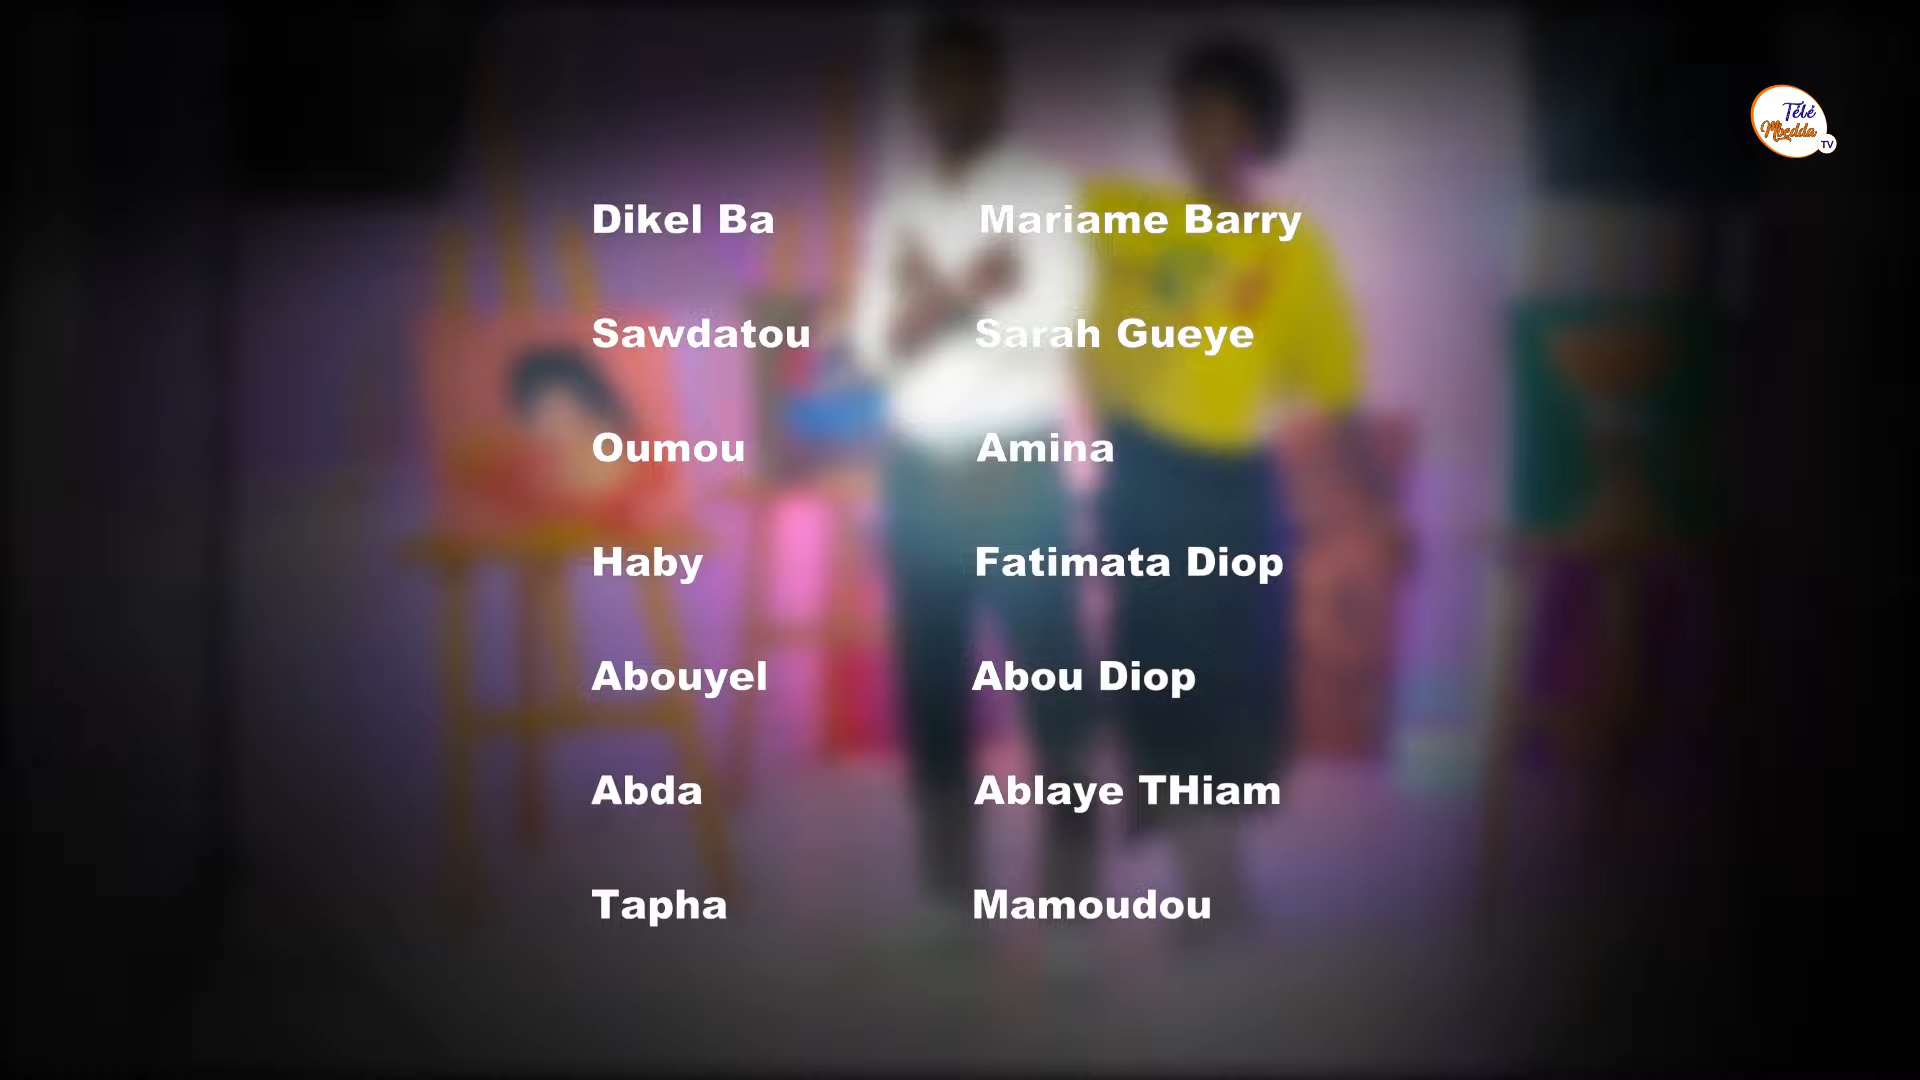 Télé
Mbedda
TV
Dikel Ba Mariame Barry
Sawdatou Sarah Gueye
Oumou Amina
Haby Fatimata Diop
Abouyel Abou Diop
Abda Ablaye THiam
Tapha Mamoudou